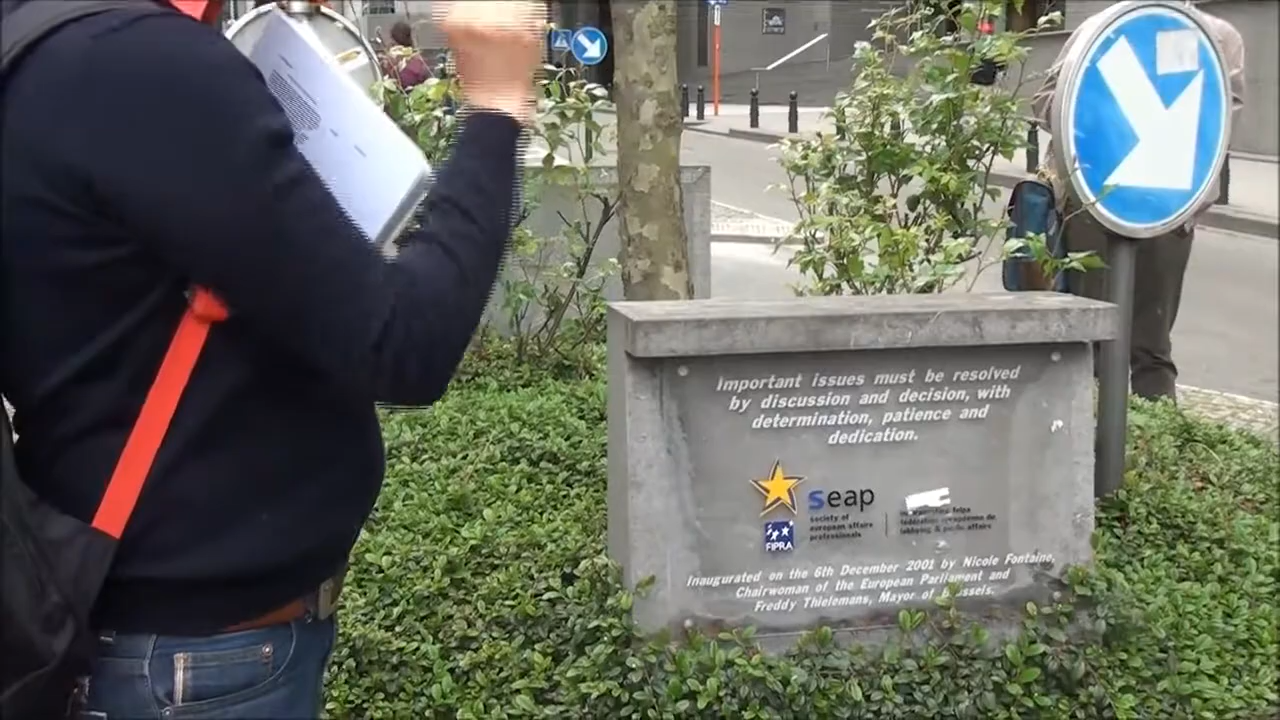 Important issues must be resolved
by discussion and decision, with
determination, patience and
dedication.
seap
society of
european affairs
professionals
FIPRA
fédération européenne de
lobbying & public affairs
Inaugurated on the 6th December 2001 by Nicole Fontaine,
Chairwoman of the European Parliament and
Freddy Thielemans, Mayor of Brussels.